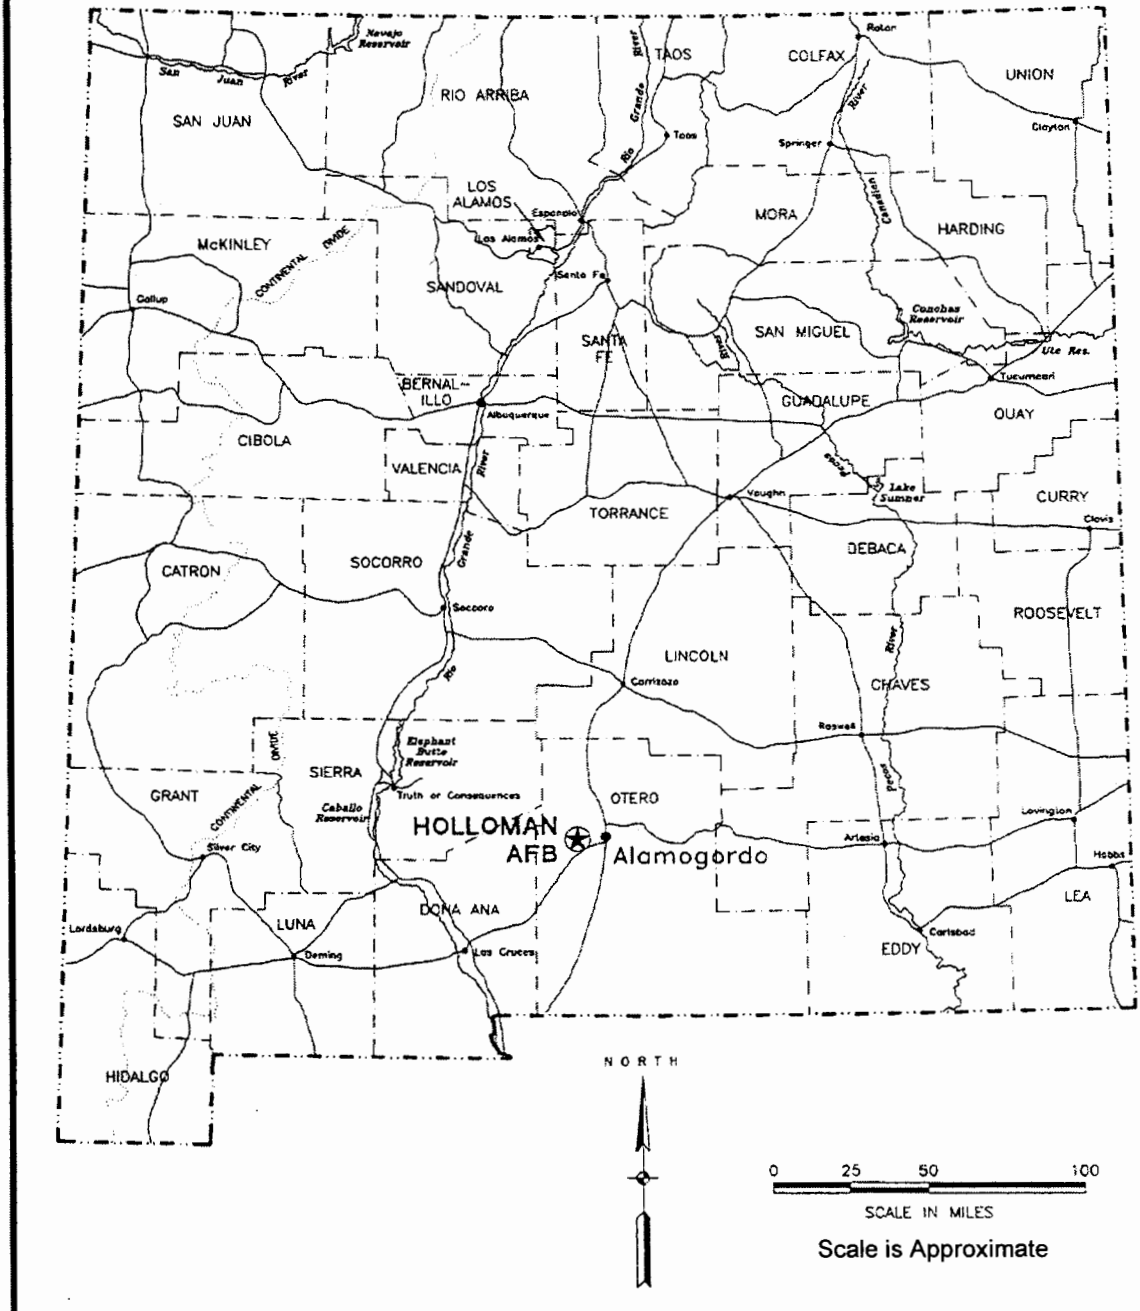 Navajo
Reservoir
San
Juan
River
SAN JUAN
RIO ARRIBA
River
Grande
Rio
TAOS
Taos
COLFAX
Raton
River
Canadian
UNION
Clayton
Springer
LOS
ALAMOS
Espanola
Los Alamos
MORA
HARDING
McKINLEY
CONTINENTAL
DIVIDE
SANDOVAL
Santa Fe
Gallup
Conchas
Reservoir
SAN MIGUEL
SANTA
FE
River
Ute Res.
Tucumcari
BERNAL-
ILLO
Albuquerque
GUADALUPE
QUAY
CIBOLA
VALENCIA
River
Pecos
Lake
Sumner
Vaughn
CURRY
Clovis
TORRANCE
Grande
SOCORRO
DEBACA
CATRON
Soccoro
ROOSEVELT
River
LINCOLN
Rio
Carrizozo
CHAVES
Roswell
DIVIDE
Elephant
Butte
Reservoir
SIERRA
Pecos
GRANT
CONTINENTAL
Truth or Consequences
Caballo
Reservoir
OTERO
HOLLOMAN
AFB
Alamogordo
Artesia
Lovington
Silver City
Hobbs
LEA
LUNA
DONA ANA
Lordsburg
Deming
Las Cruces
Carlsbad
EDDY
HIDALGO
NORTH
0 25 50 100
SCALE IN MILES
Scale is Approximate